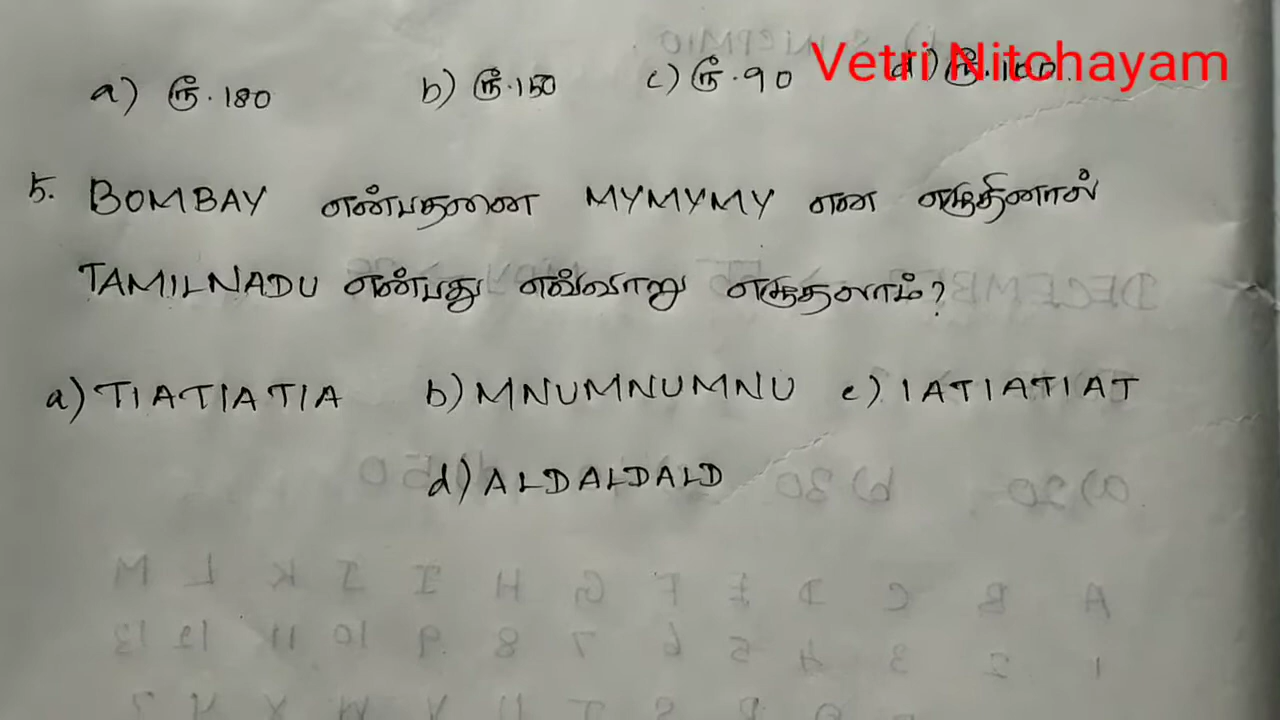 Vetri Nitchayam
a) ரூ.180 b) ரூ.150 c) ரூ.90 d) ரூ.100
5. BOMBAY என்பதனை MYMYMY என எழுதினால்
TAMILNADU என்பது எவ்வாறு எழுதலாம்?
a) TIATIATIA b) MNUMNUMNU c) IATIATIAT
d) ALDALDALD